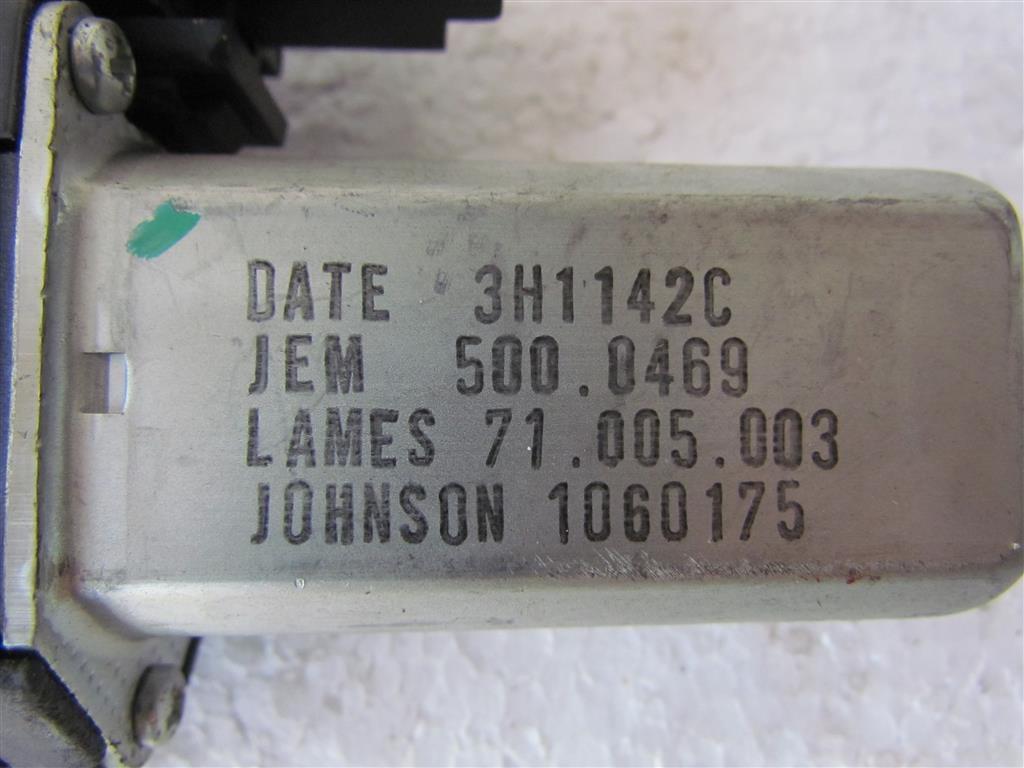 DATE 3H1142C
JEM 500.0469
LAMES 71.005.003
JOHNSON 1060175